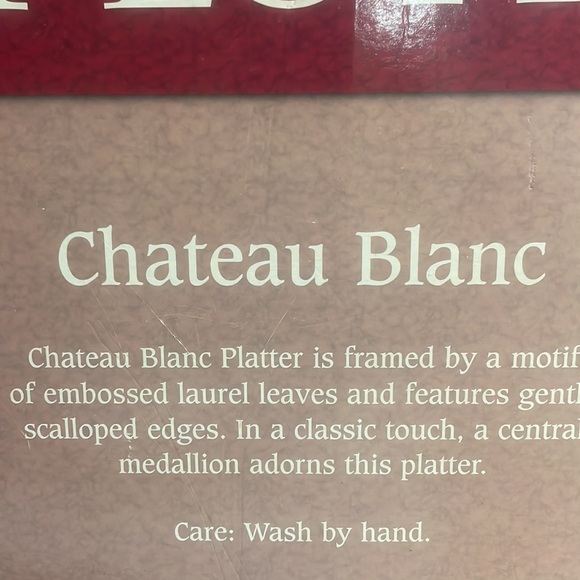 Chateau Blanc
Chateau Blanc Platter is framed by a motif
of embossed laurel leaves and features gentl
scalloped edges. In a classic touch, a central
medallion adorns this platter.
Care: Wash by hand.